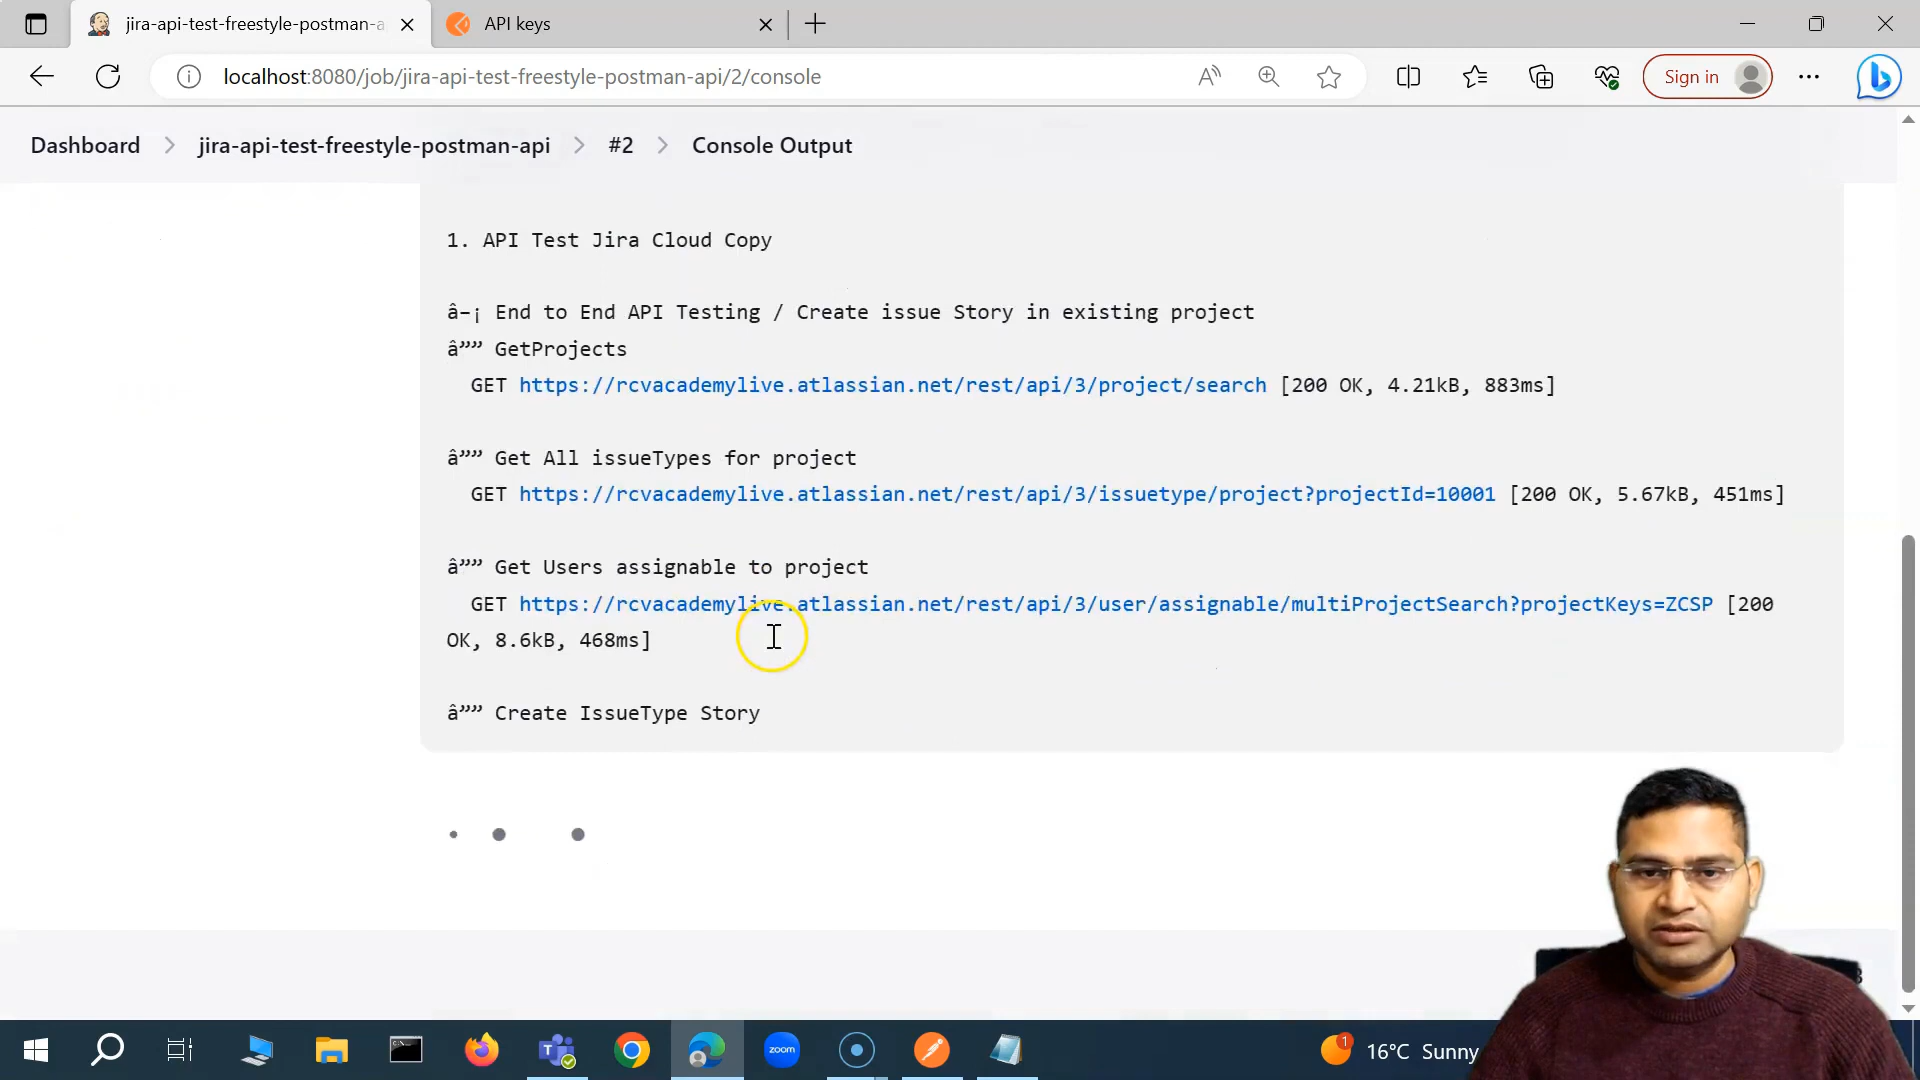 jira-api-test-freestyle-postman-a
API keys
localhost:8080/job/jira-api-test-freestyle-postman-api/2/console
Sign in
Dashboard > jira-api-test-freestyle-postman-api > #2 > Console Output
1. API Test Jira Cloud Copy
â–¡ End to End API Testing / Create issue Story in existing project
â”” GetProjects
GET https://rcvacademylive.atlassian.net/rest/api/3/project/search [200 OK, 4.21kB, 883ms]
â”” Get All issueTypes for project
GET https://rcvacademylive.atlassian.net/rest/api/3/issuetype/project?projectId=10001 [200 OK, 5.67kB, 451ms]
â”” Get Users assignable to project
GET https://rcvacademylive.atlassian.net/rest/api/3/user/assignable/multiProjectSearch?projectKeys=ZCSP [200
OK, 8.6kB, 468ms]
â”” Create IssueType Story
zoom
1
16°C Sunny